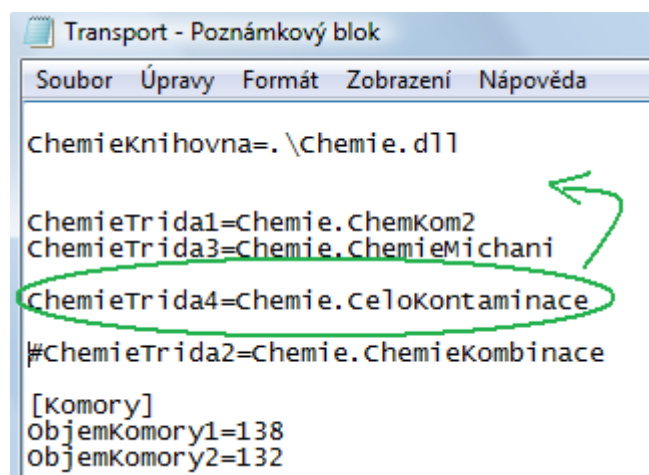 Transport - Poznámkový blok
Soubor Úpravy Formát Zobrazení Nápověda
ChemieKnihovna=.\Chemie.dll
ChemieTrida1=Chemie.ChemKom2
ChemieTrida3=Chemie.ChemieMichani
ChemieTrida4=Chemie.CeloKontaminace
#ChemieTrida2=Chemie.ChemieKombinace
[Komory]
ObjemKomory1=138
ObjemKomory2=132